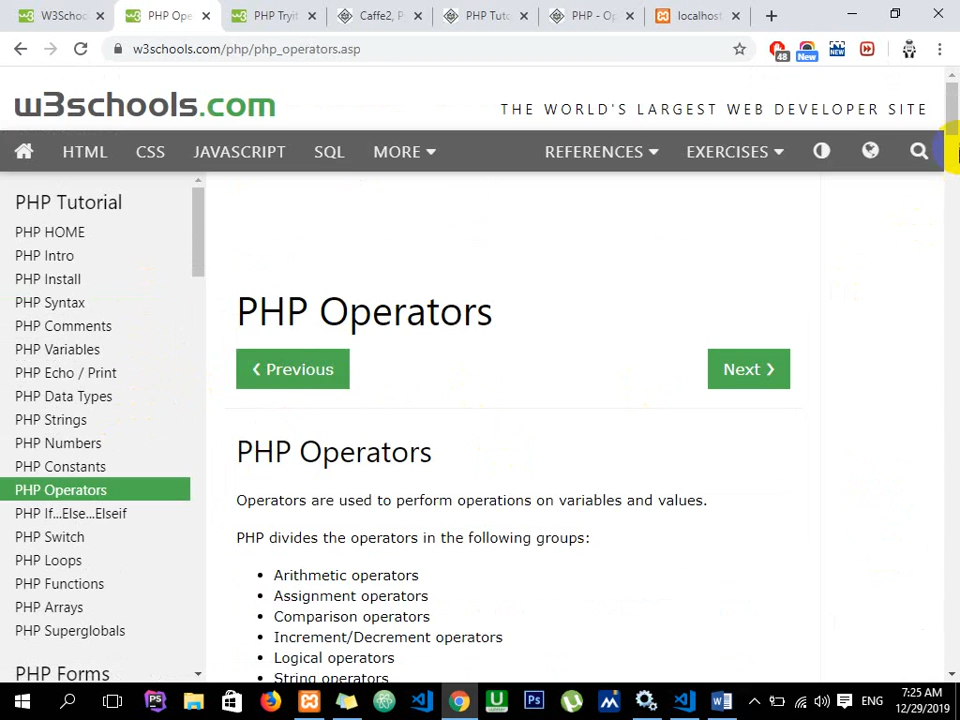 W3Schoo
PHP Ope
PHP Tryit
Caffe2, P
PHP Tuto
PHP - Op
localhost
w3schools.com/php/php_operators.asp
48
New
NEW
w3schools.com
THE WORLD'S LARGEST WEB DEVELOPER SITE
HTML
CSS
JAVASCRIPT
SQL
MORE
REFERENCES
EXERCISES
PHP Tutorial
PHP HOME
PHP Intro
PHP Install
PHP Syntax
PHP Comments
PHP Variables
PHP Echo / Print
PHP Data Types
PHP Strings
PHP Numbers
PHP Constants
PHP Operators
PHP If...Else...Elseif
PHP Switch
PHP Loops
PHP Functions
PHP Arrays
PHP Superglobals
PHP Forms
PHP Operators
❮ Previous
Next ❯
PHP Operators
Operators are used to perform operations on variables and values.
PHP divides the operators in the following groups:
• Arithmetic operators
• Assignment operators
• Comparison operators
• Increment/Decrement operators
• Logical operators
• String operators
ENG
7:25 AM
12/29/2019